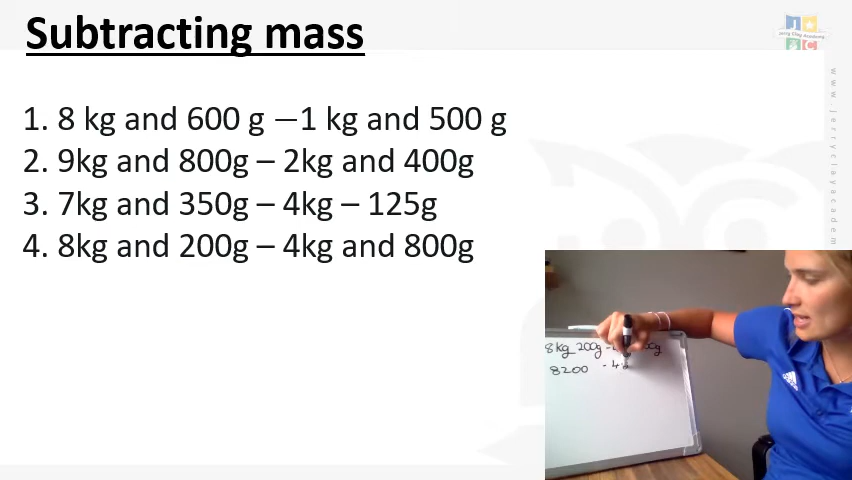 Subtracting mass
1. 8 kg and 600 g –1 kg and 500 g
2. 9kg and 800g – 2kg and 400g
3. 7kg and 350g – 4kg – 125g
4. 8kg and 200g – 4kg and 800g
8kg 200g -
8200 - 4